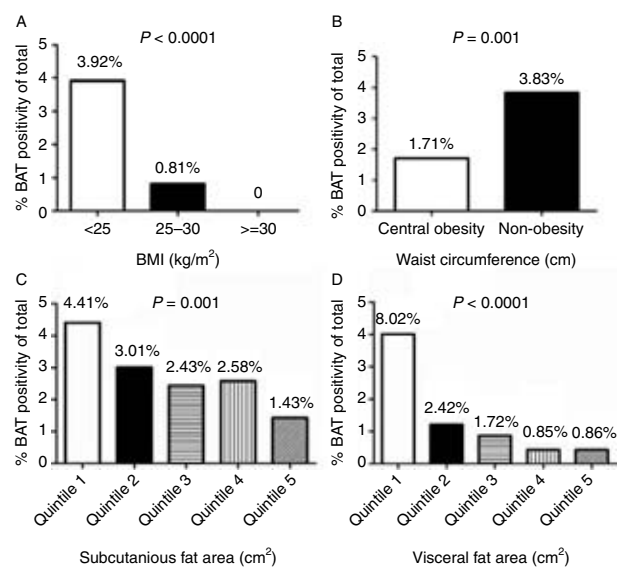 A
P < 0.0001
% BAT positivity of total
5
4
3
2
1
0
3.92%
0.81%
0
<25
25–30
>=30
BMI (kg/m²)
B
P = 0.001
% BAT positivity of total
5
4
3
2
1
0
1.71%
3.83%
Central obesity
Non-obesity
Waist circumference (cm)
C
P = 0.001
% BAT positivity of total
5
4
3
2
1
0
4.41%
3.01%
2.43%
2.58%
1.43%
Quintile 1
Quintile 2
Quintile 3
Quintile 4
Quintile 5
Subcutanious fat area (cm²)
D
P < 0.0001
% BAT positivity of total
5
4
3
2
1
0
8.02%
2.42%
1.72%
0.85%
0.86%
Quintile 1
Quintile 2
Quintile 3
Quintile 4
Quintile 5
Visceral fat area (cm²)